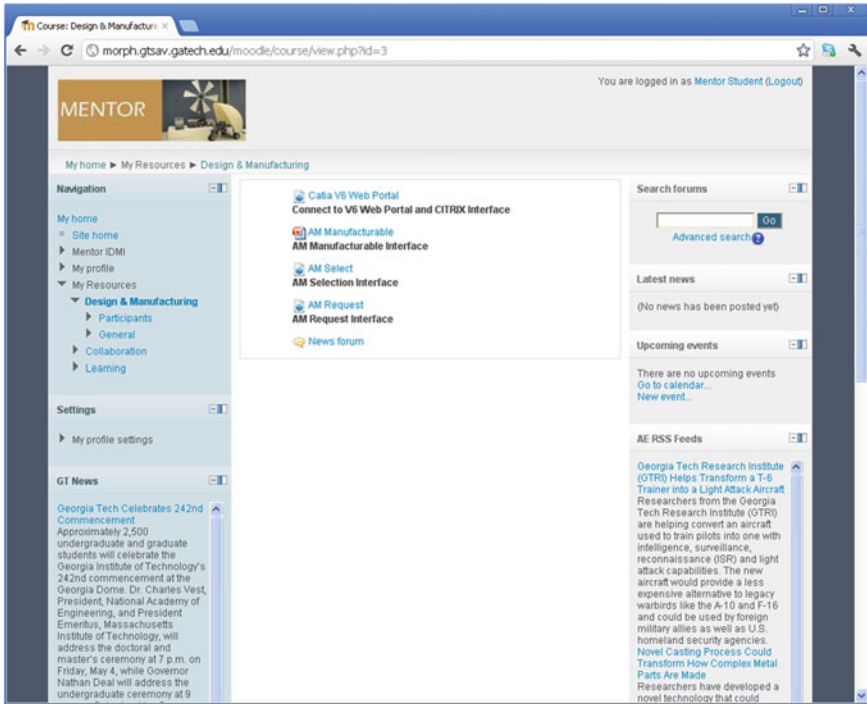 Course: Design & Manufacturin
morph.gtsav.gatech.edu/moodle/course/view.php?id=3
MENTOR
You are logged in as Mentor Student (Logout)
My home ► My Resources ► Design & Manufacturing
Navigation
My home
Site home
Mentor IDMI
My profile
My Resources
Design & Manufacturing
Participants
General
Collaboration
Learning
Settings
My profile settings
GT News
Georgia Tech Celebrates 242nd
Commencement
Approximately 2,500
undergraduate and graduate
students will celebrate the
Georgia Institute of Technology's
242nd commencement at the
Georgia Dome. Dr. Charles Vest,
President, National Academy of
Engineering, and President
Emeritus, Massachusetts
Institute of Technology, will
address the doctoral and
master's ceremony at 7 p.m. on
Friday, May 4, while Governor
Nathan Deal will address the
undergraduate ceremony at 9
Catia V6 Web Portal
Connect to V6 Web Portal and CITRIX Interface
AM Manufacturable
AM Manufacturable Interface
AM Select
AM Selection Interface
AM Request
AM Request Interface
News forum
Search forums
Go
Advanced search
Latest news
(No news has been posted yet)
Upcoming events
There are no upcoming events
Go to calendar...
New event...
AE RSS Feeds
Georgia Tech Research Institute
(GTRI) Helps Transform a T-6
Trainer into a Light Attack Aircraft
Researchers from the Georgia
Tech Research Institute (GTRI)
are helping convert an aircraft
used to train pilots into one with
intelligence, surveillance,
reconnaissance (ISR) and light
attack capabilities. The new
aircraft would provide a less
expensive alternative to legacy
warbirds like the A-10 and F-16
and could be used by foreign
military allies as well as U.S.
homeland security agencies.
Novel Casting Process Could
Transform How Complex Metal
Parts Are Made
Researchers have developed a
novel technology that could